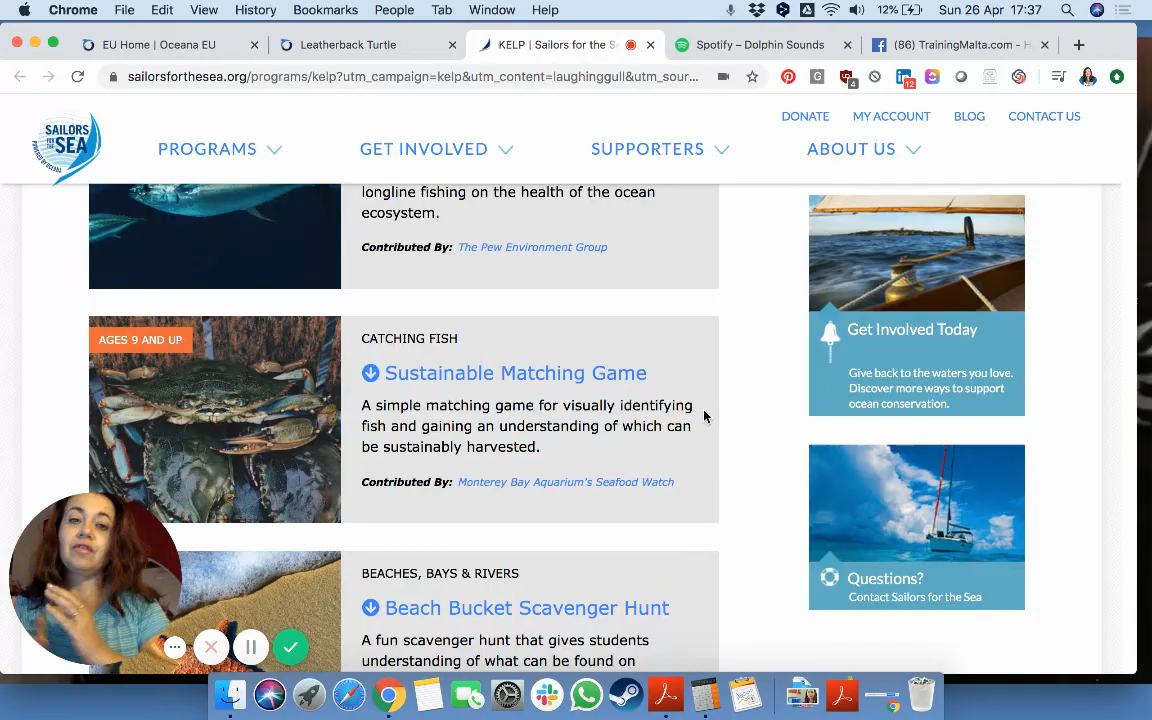 Chrome File Edit View History Bookmarks People Tab Window Help 12% Sun 26 Apr 17:37
EU Home | Oceana EU
Leatherback Turtle
KELP | Sailors for the S
Spotify – Dolphin Sounds
(86) TrainingMalta.com - H
sailorsforthesea.org/programs/kelp?utm_campaign=kelp&utm_content=laughinggull&utm_sour...
4
12
DONATE MY ACCOUNT BLOG CONTACT US
SAILORS
FOR THE
SEA
POWERED BY OCEANA
PROGRAMS GET INVOLVED SUPPORTERS ABOUT US
longline fishing on the health of the ocean
ecosystem.
Contributed By: The Pew Environment Group
AGES 9 AND UP
CATCHING FISH
Sustainable Matching Game
A simple matching game for visually identifying
fish and gaining an understanding of which can
be sustainably harvested.
Contributed By: Monterey Bay Aquarium's Seafood Watch
BEACHES, BAYS & RIVERS
Beach Bucket Scavenger Hunt
A fun scavenger hunt that gives students
understanding of what can be found on
Get Involved Today
Give back to the waters you love.
Discover more ways to support
ocean conservation.
Questions?
Contact Sailors for the Sea